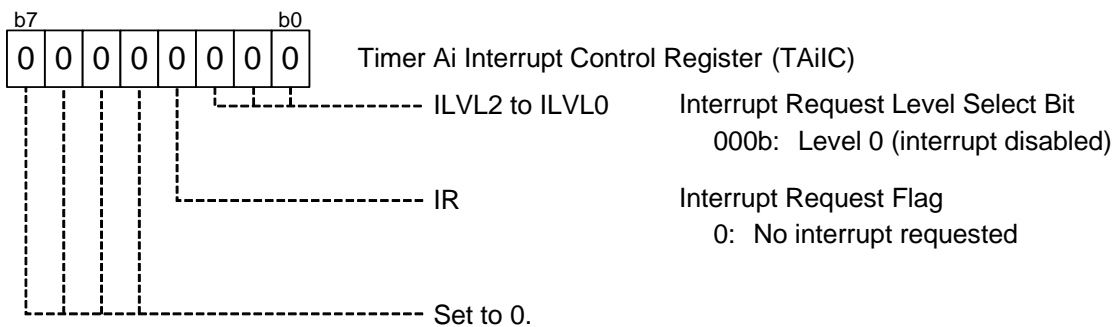 b7 b0
0 0 0 0 0 0 0 0 Timer Ai Interrupt Control Register (TAiIC)
ILVL2 to ILVL0 Interrupt Request Level Select Bit
000b: Level 0 (interrupt disabled)
IR Interrupt Request Flag
0: No interrupt requested
Set to 0.